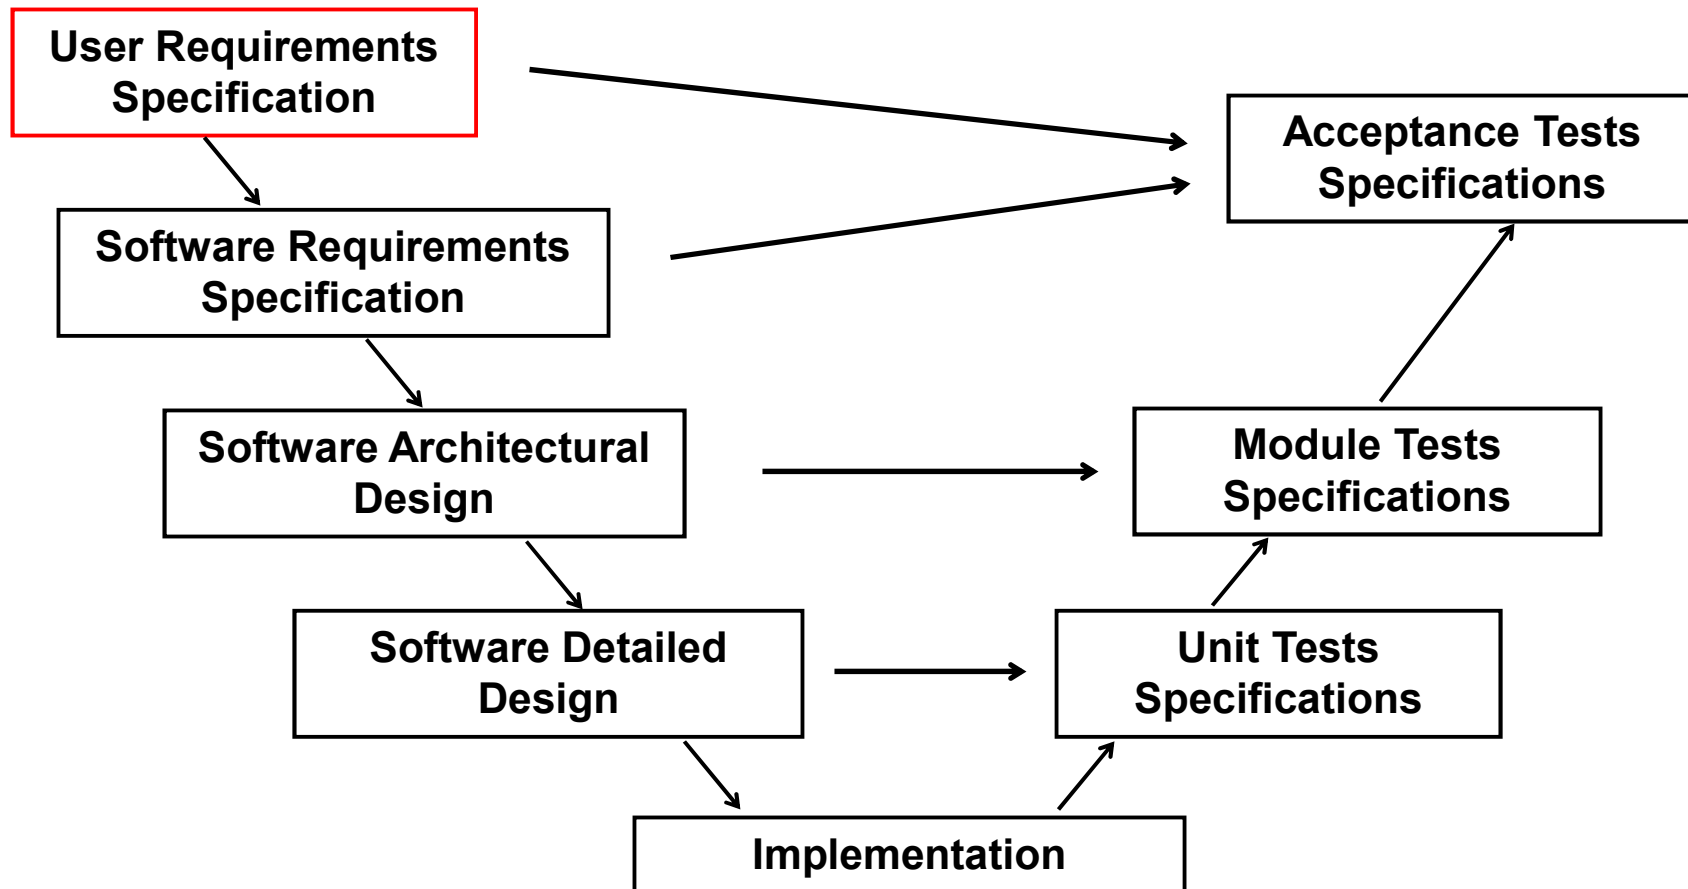 User Requirements
Specification
Acceptance Tests
Specifications
Software Requirements
Specification
Software Architectural
Design
Module Tests
Specifications
Software Detailed
Design
Unit Tests
Specifications
Implementation